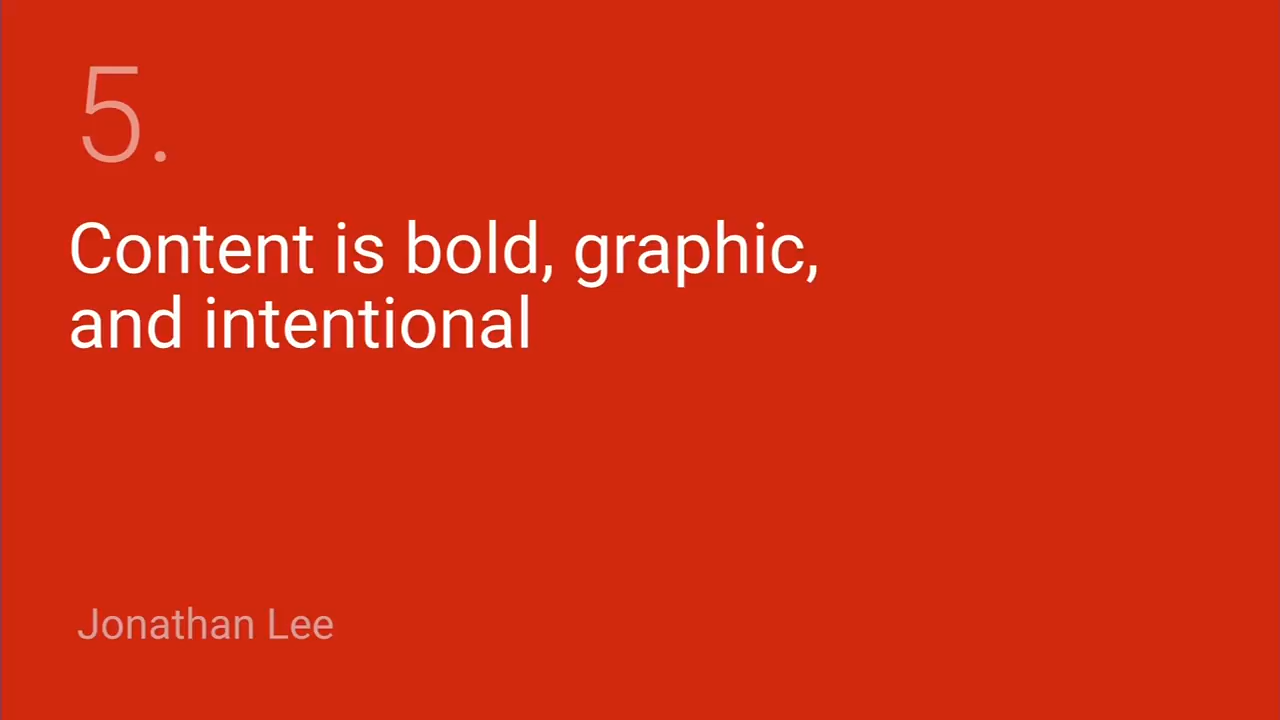 5.
Content is bold, graphic,
and intentional
Jonathan Lee